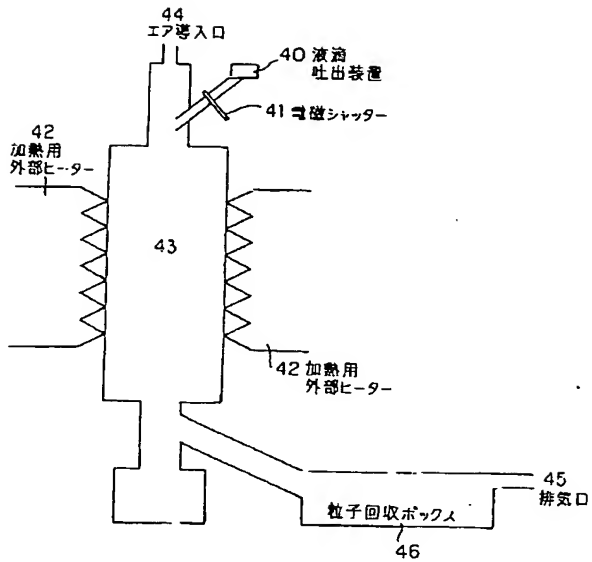 44
エア導入口
40 液滴
吐出装置
41 電磁シャッター
42
加熱用
外部ヒーター
43
42 加熱用
外部ヒーター
45
排気口
粒子回収ボックス
46